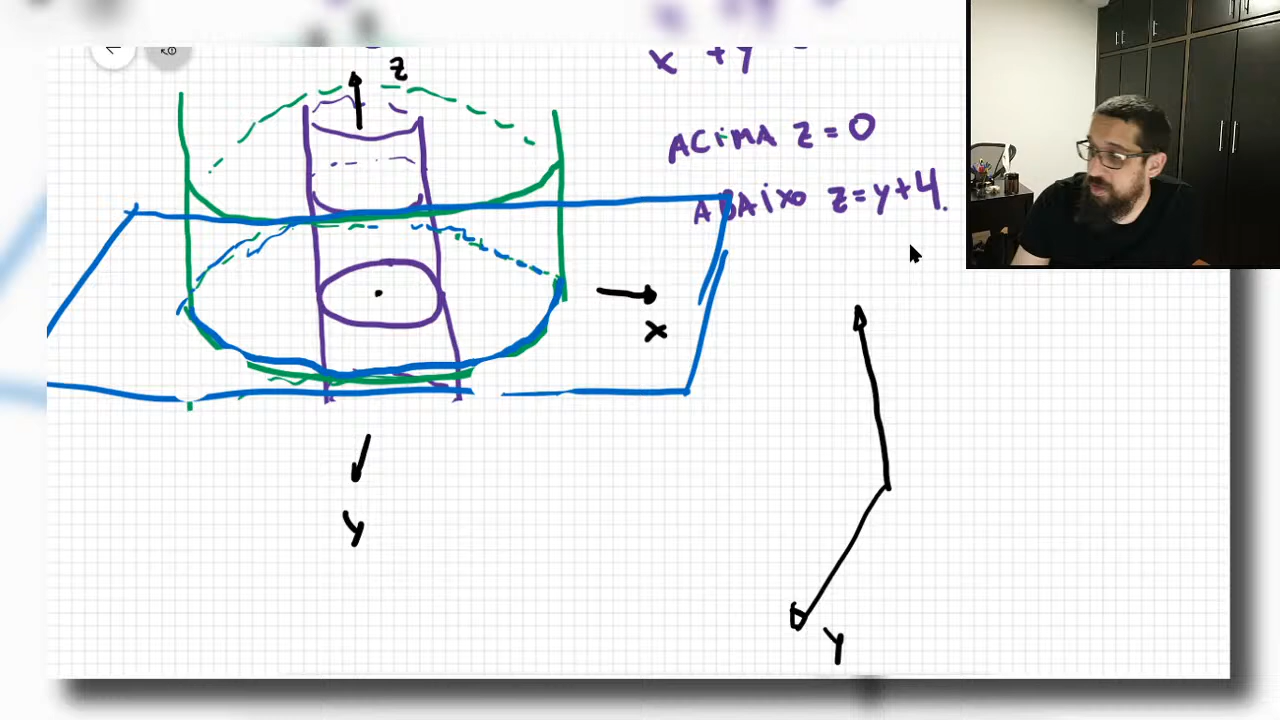 x + y
z
ACIMA z = 0
ABAIXO z = y + 4.
x
y
y